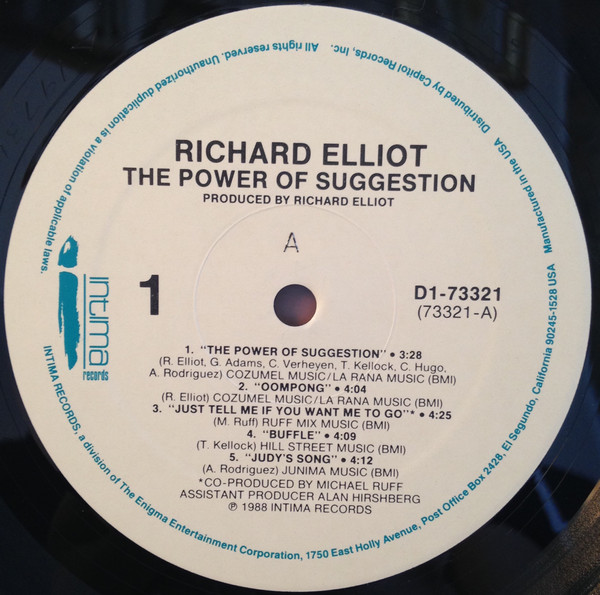 RICHARD ELLIOT
THE POWER OF SUGGESTION
PRODUCED BY RICHARD ELLIOT
A
intima
records
1
D1-73321
(73321-A)
1. "THE POWER OF SUGGESTION" • 3:28
(R. Elliot, G. Adams, C. Verheyen, T. Kellock, C. Hugo,
A. Rodriguez) COZUMEL MUSIC/LA RANA MUSIC (BMI)
2. "OOMPONG" • 4:04
(R. Elliot) COZUMEL MUSIC/LA RANA MUSIC (BMI)
3. "JUST TELL ME IF YOU WANT ME TO GO"* • 4:25
(M. Ruff) RUFF MIX MUSIC (BMI)
4. "BUFFLE" • 4:09
(T. Kellock) HILL STREET MUSIC (BMI)
5. "JUDY'S SONG" • 4:12
(A. Rodriguez) JUNIMA MUSIC (BMI)
*CO-PRODUCED BY MICHAEL RUFF
ASSISTANT PRODUCER ALAN HIRSHBERG
℗ 1988 INTIMA RECORDS
INTIMA RECORDS, a division of The Enigma Entertainment Corporation, 1750 East Holly Avenue, Post Office Box 2428, El Segundo, California 90245-1528 USA Manufactured in the USA Distributed by Capitol Records, Inc. All rights reserved. Unauthorized duplication is a violation of applicable laws.